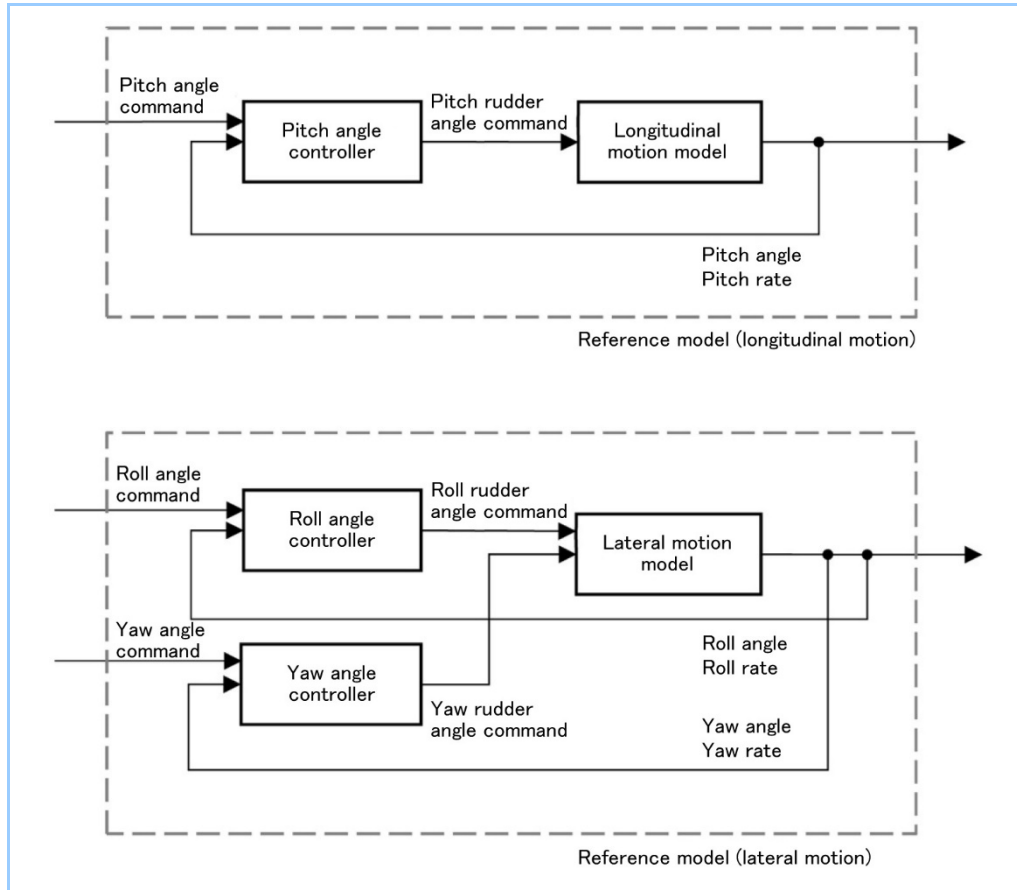 Pitch angle
command
Pitch angle
controller
Pitch rudder
angle command
Longitudinal
motion model
Pitch angle
Pitch rate
Reference model (longitudinal motion)
Roll angle
command
Roll angle
controller
Roll rudder
angle command
Lateral motion
model
Roll angle
Roll rate
Yaw angle
command
Yaw angle
controller
Yaw rudder
angle command
Yaw angle
Yaw rate
Reference model (lateral motion)